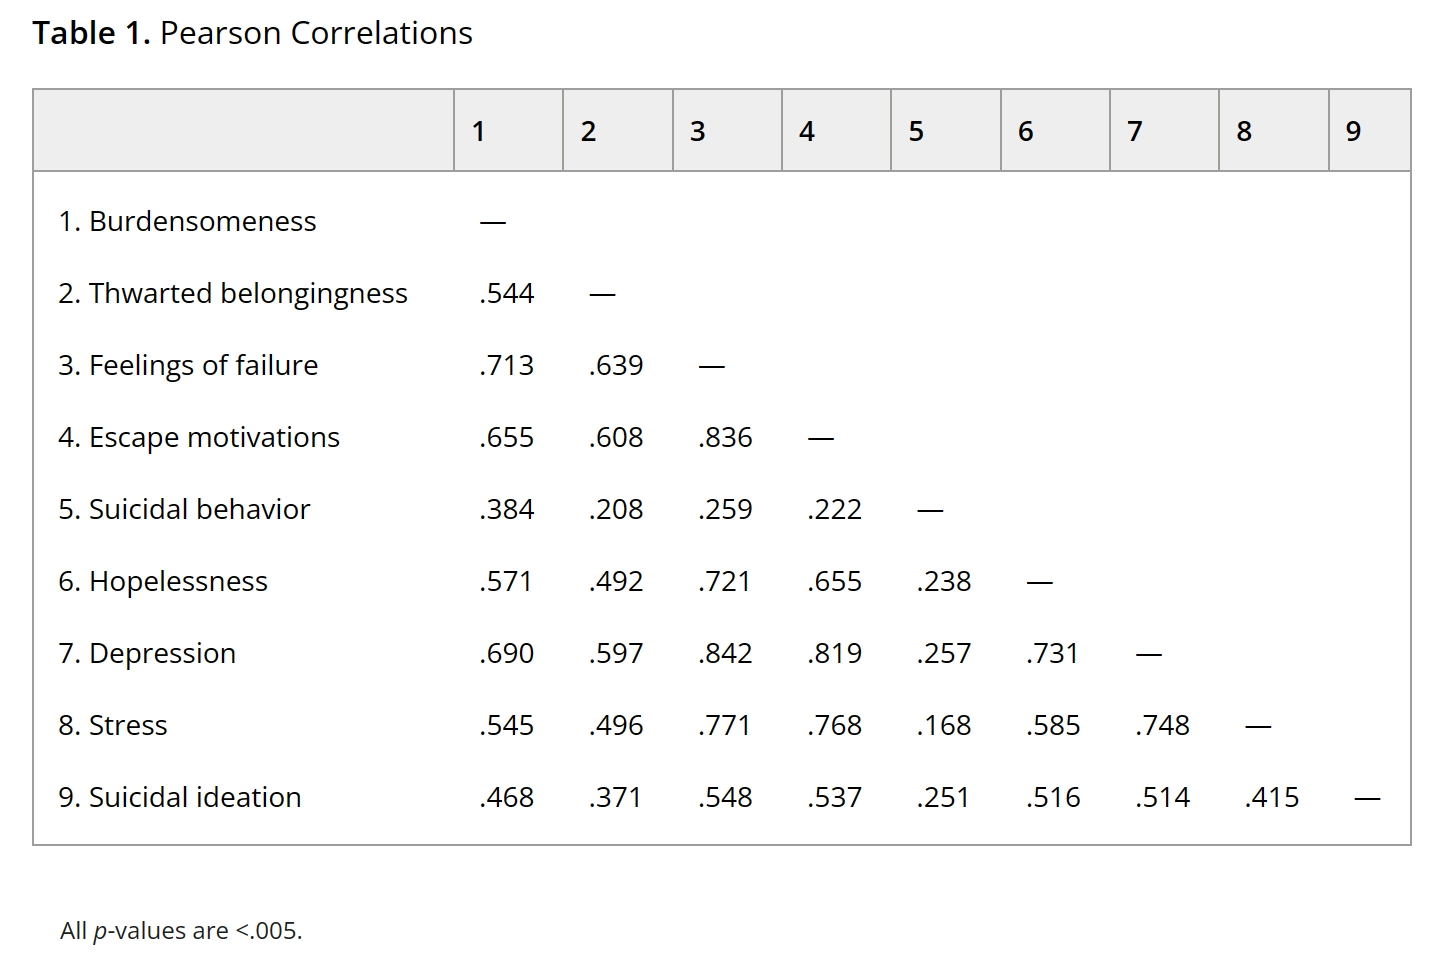 Table 1. Pearson Correlations
1 2 3 4 5 6 7 8 9
1. Burdensomeness —
2. Thwarted belongingness .544 —
3. Feelings of failure .713 .639 —
4. Escape motivations .655 .608 .836 —
5. Suicidal behavior .384 .208 .259 .222 —
6. Hopelessness .571 .492 .721 .655 .238 —
7. Depression .690 .597 .842 .819 .257 .731 —
8. Stress .545 .496 .771 .768 .168 .585 .748 —
9. Suicidal ideation .468 .371 .548 .537 .251 .516 .514 .415 —
All p-values are <.005.